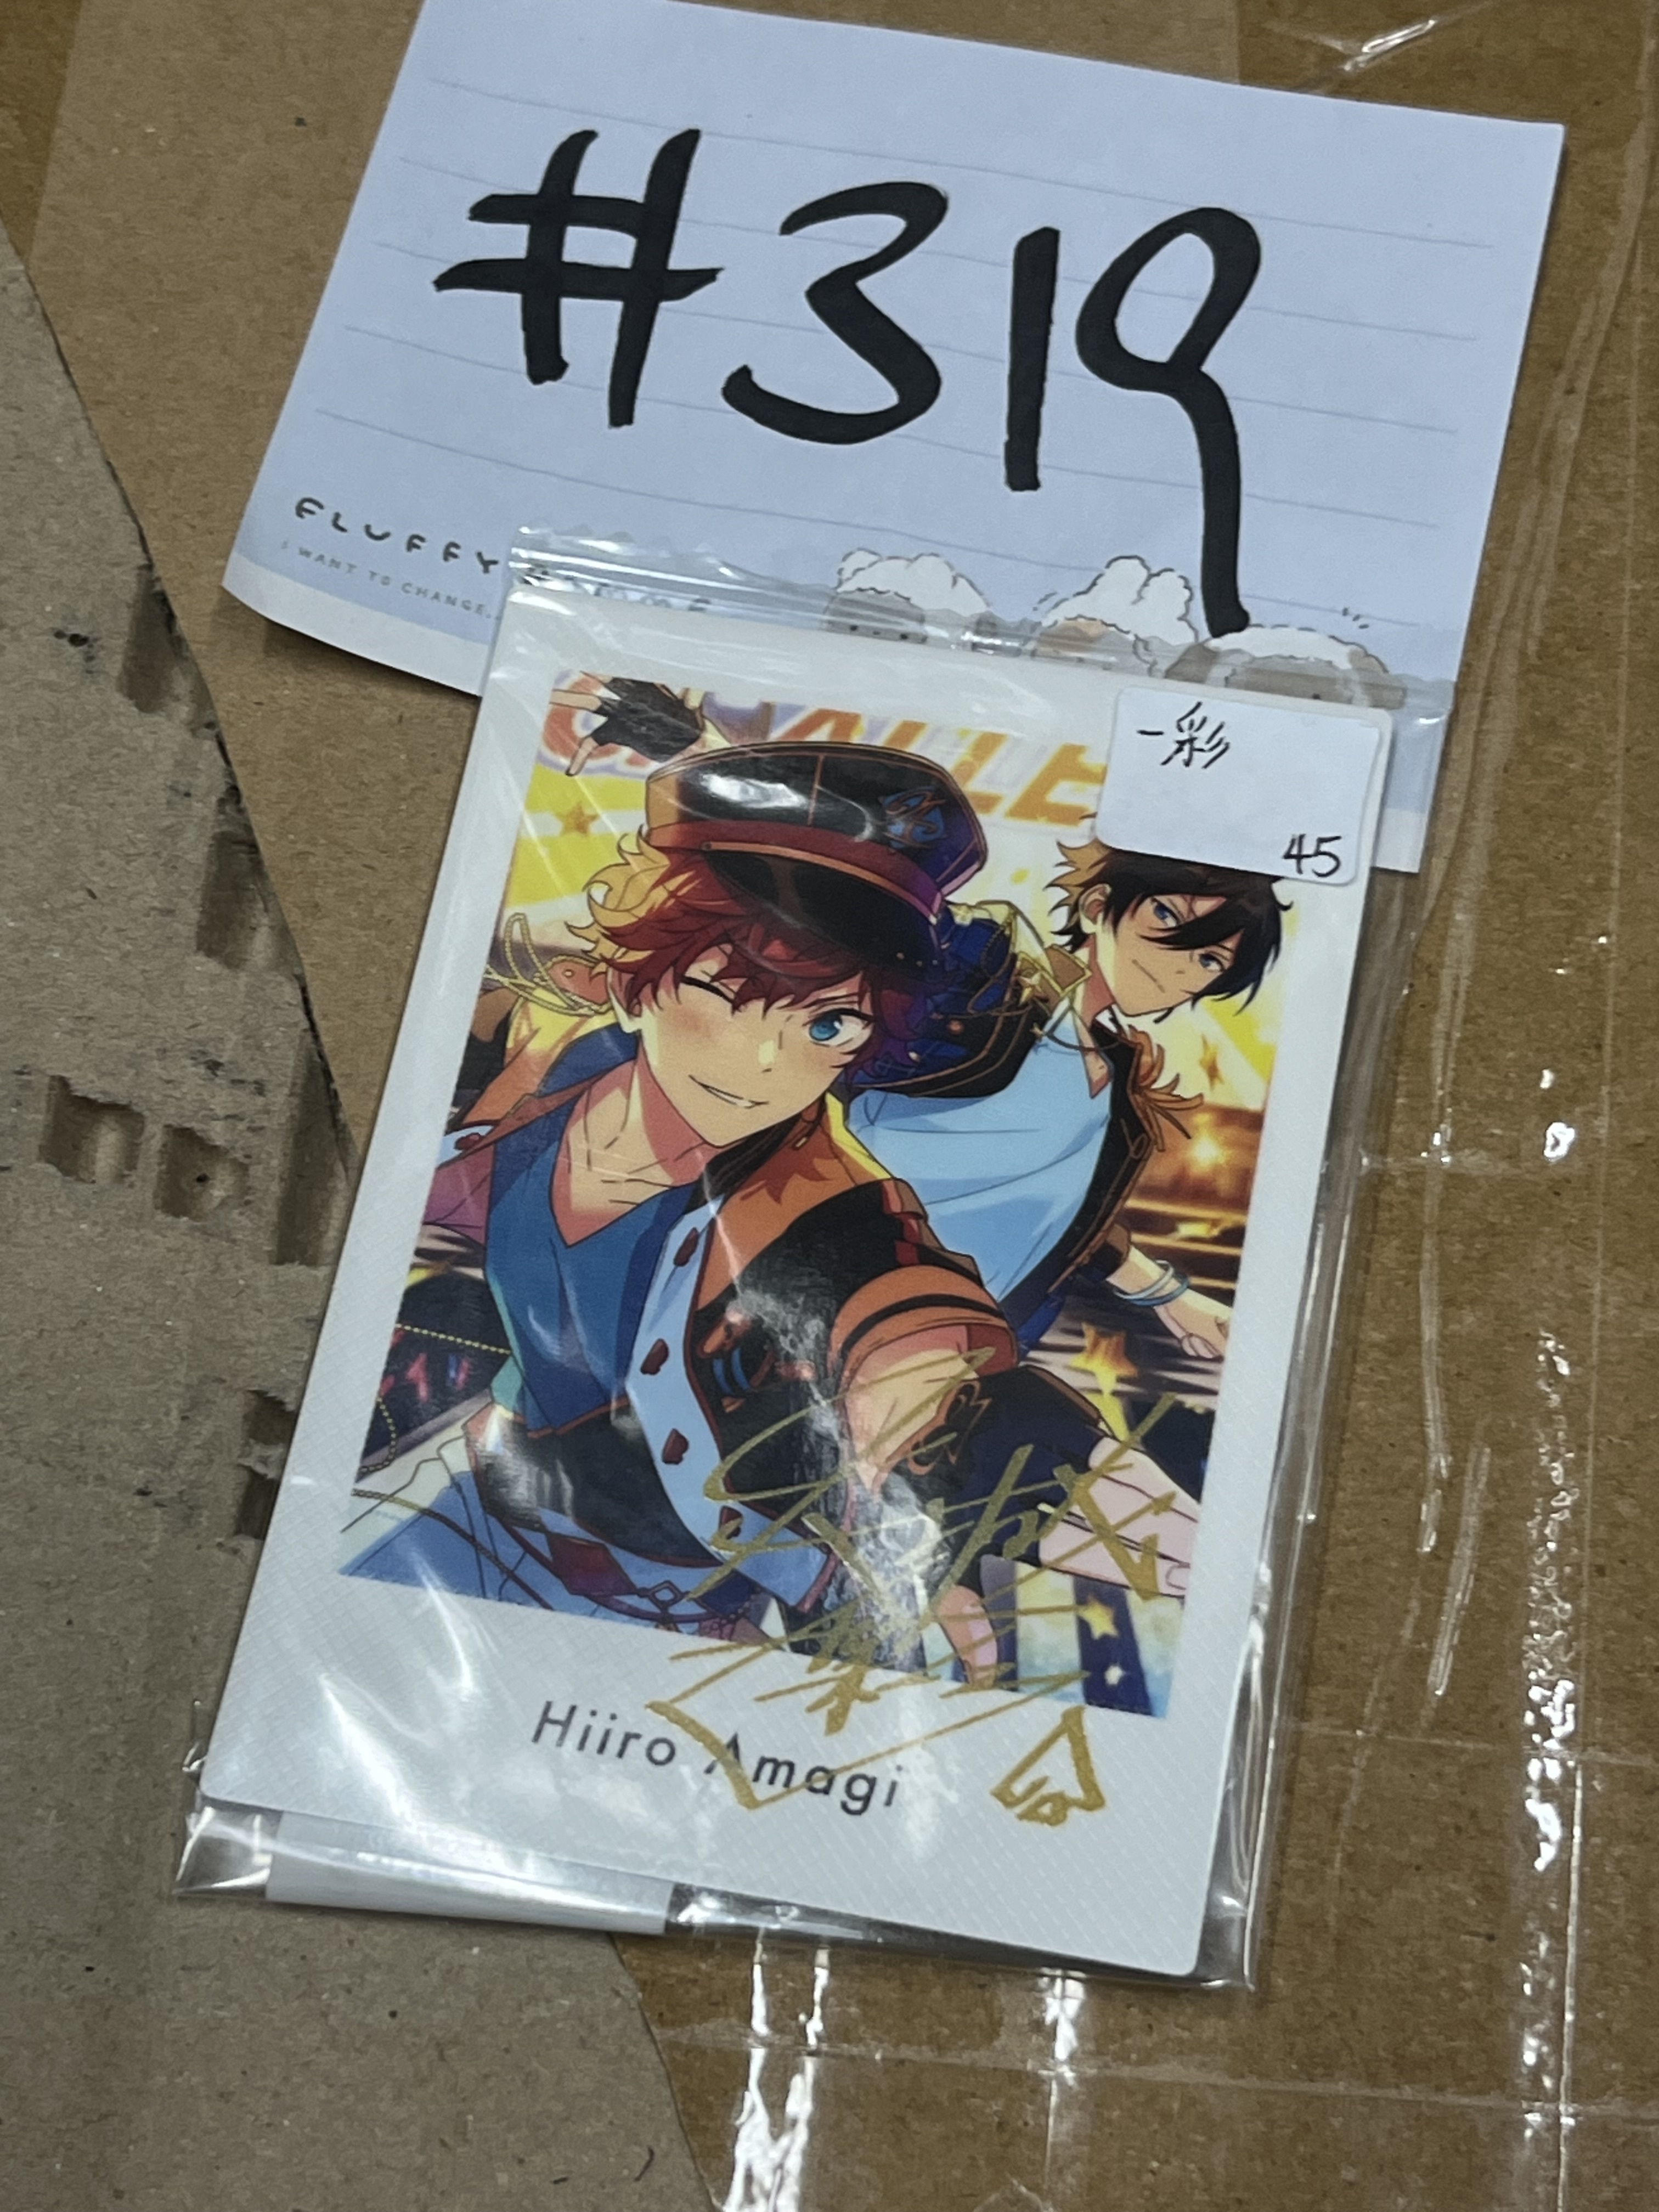 #319
FLUFFY
I WANT TO CHANGE..
一彩
45
Hiiro Amagi